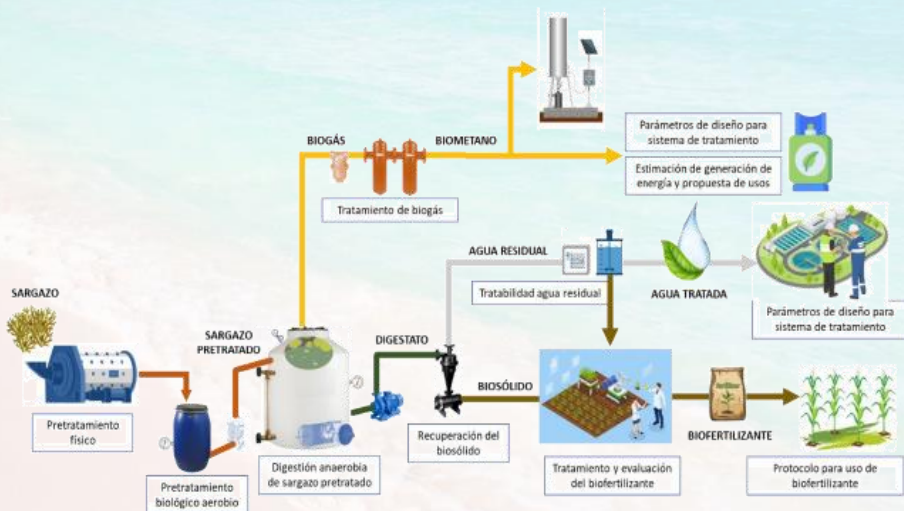 SARGAZO
Pretratamiento
físico
Pretratamiento
biológico aerobio
SARGAZO
PRETRATADO
Digestión anaerobia
de sargazo pretratado
BIOGÁS
Tratamiento de biogás
BIOMETANO
Parámetros de diseño para
sistema de tratamiento
Estimación de generación de
energía y propuesta de usos
DIGESTATO
Recuperación del
biosólido
AGUA RESIDUAL
Tratabilidad agua residual
AGUA TRATADA
Parámetros de diseño para
sistema de tratamiento
BIOSÓLIDO
Tratamiento y evaluación
del biofertilizante
BIOFERTILIZANTE
Protocolo para uso de
biofertilizante